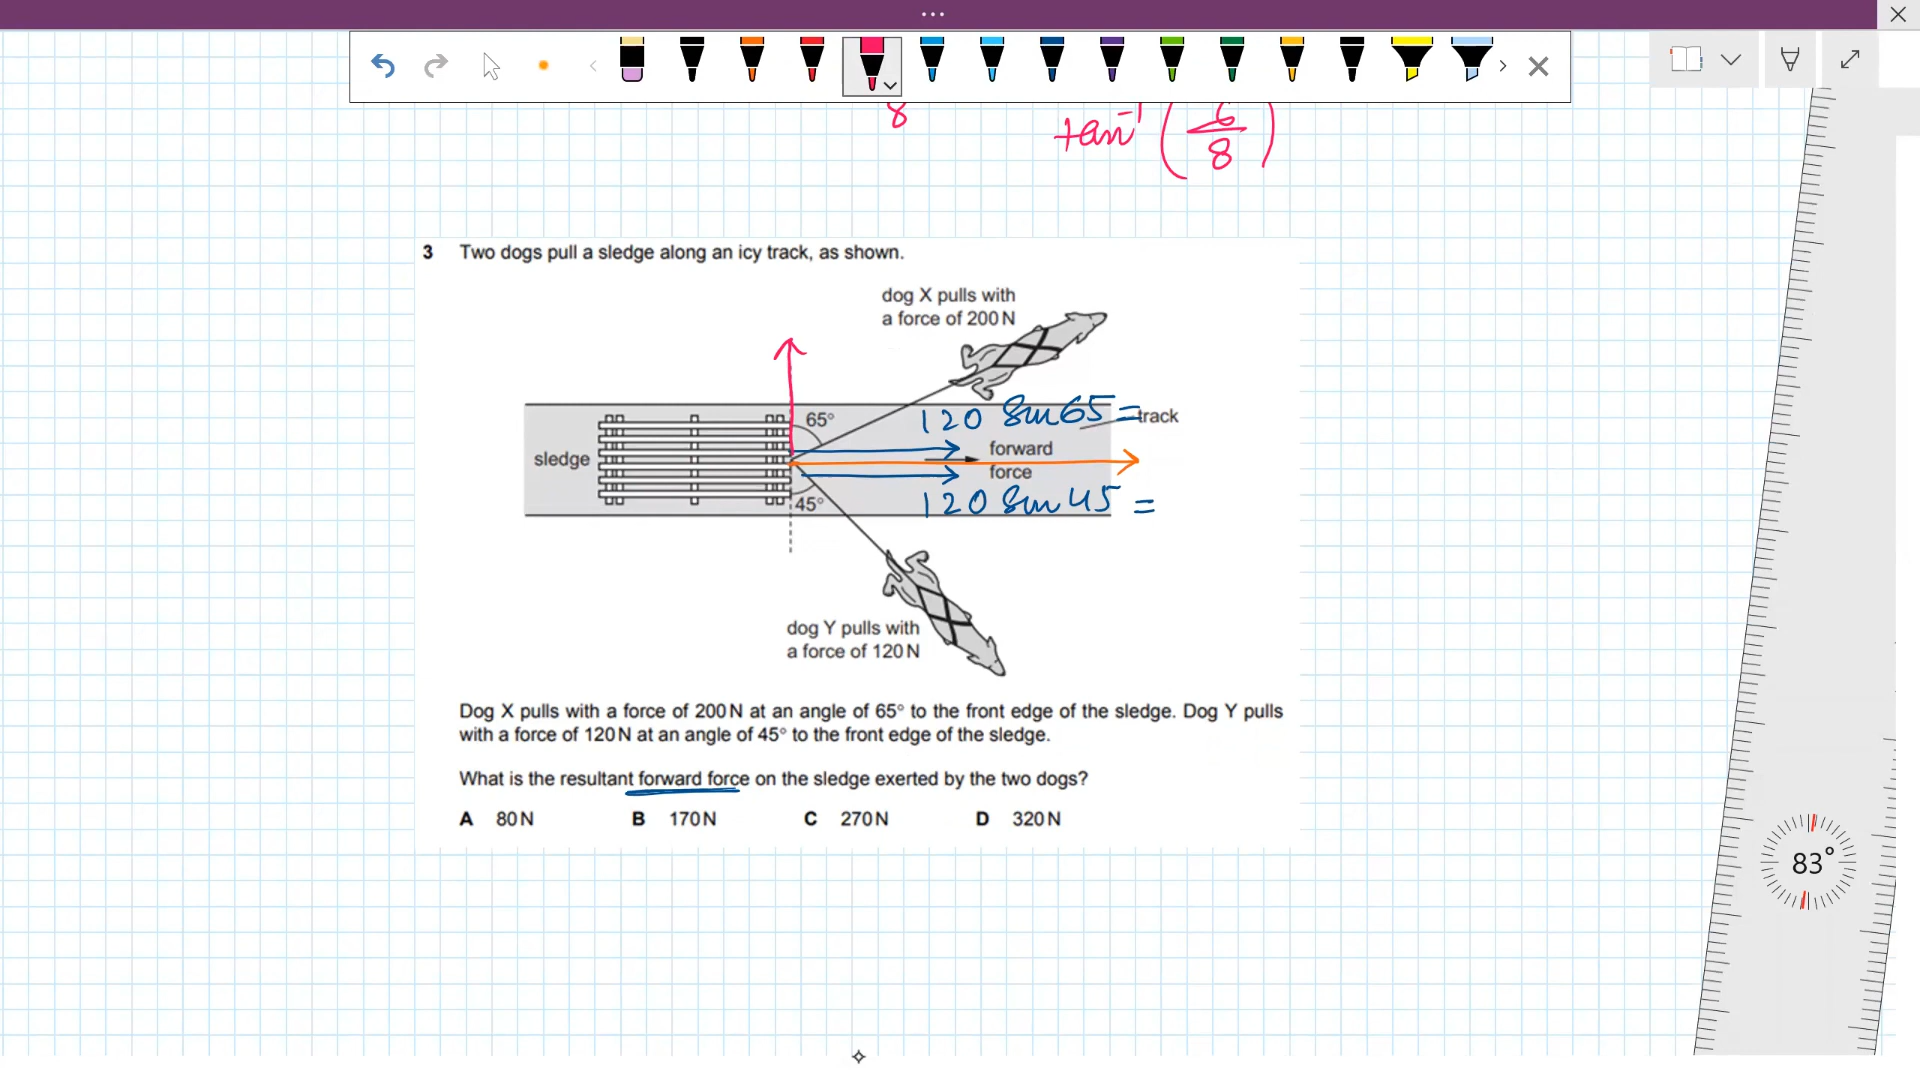 8
tan⁻¹ (6/8)
3 Two dogs pull a sledge along an icy track, as shown.
dog X pulls with
a force of 200 N
65°
120 Sin65 =
track
sledge
forward
force
45°
120 Sin45 =
dog Y pulls with
a force of 120 N
Dog X pulls with a force of 200 N at an angle of 65° to the front edge of the sledge. Dog Y pulls
with a force of 120 N at an angle of 45° to the front edge of the sledge.
What is the resultant forward force on the sledge exerted by the two dogs?
A 80 N B 170 N C 270 N D 320 N
83°